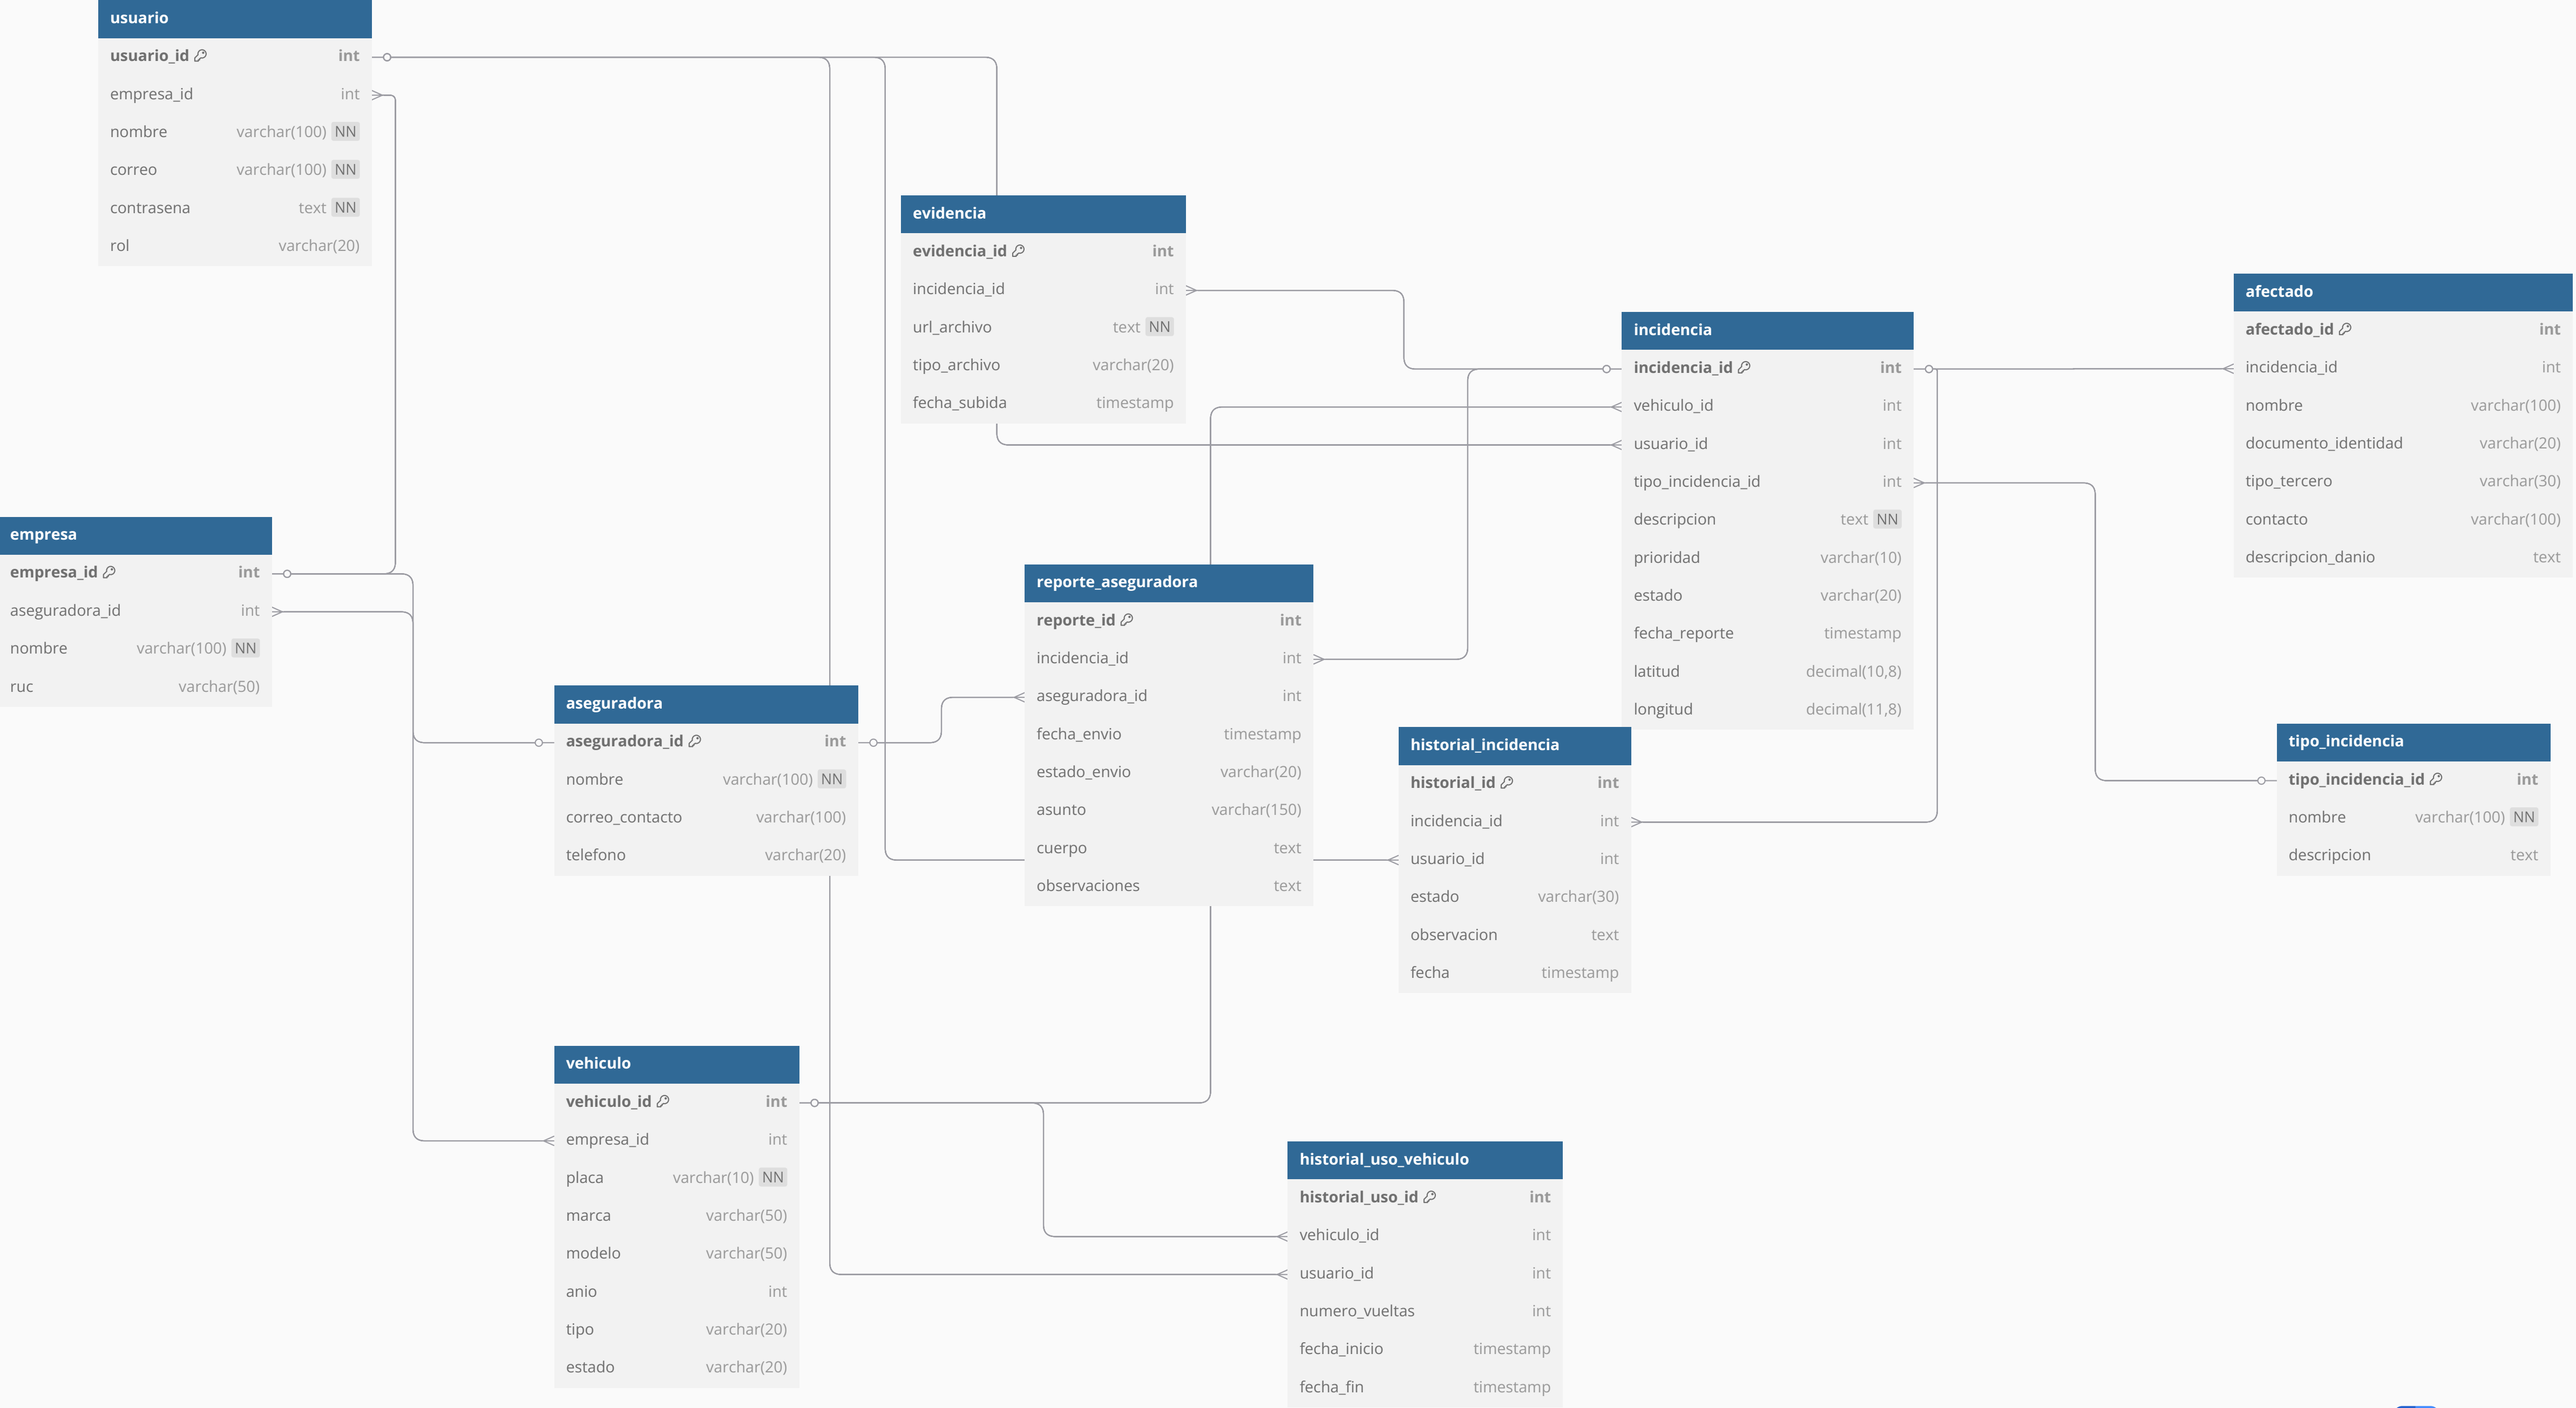 usuario
usuario_id int
empresa_id int
nombre varchar(100) NN
correo varchar(100) NN
contrasena text NN
rol varchar(20)
evidencia
evidencia_id int
incidencia_id int
url_archivo text NN
tipo_archivo varchar(20)
fecha_subida timestamp
afectado
afectado_id int
incidencia_id int
nombre varchar(100)
documento_identidad varchar(20)
tipo_tercero varchar(30)
contacto varchar(100)
descripcion_danio text
incidencia
incidencia_id int
vehiculo_id int
usuario_id int
tipo_incidencia_id int
descripcion text NN
prioridad varchar(10)
estado varchar(20)
fecha_reporte timestamp
latitud decimal(10,8)
longitud decimal(11,8)
empresa
empresa_id int
aseguradora_id int
nombre varchar(100) NN
ruc varchar(50)
reporte_aseguradora
reporte_id int
incidencia_id int
aseguradora_id int
fecha_envio timestamp
estado_envio varchar(20)
asunto varchar(150)
cuerpo text
observaciones text
aseguradora
aseguradora_id int
nombre varchar(100) NN
correo_contacto varchar(100)
telefono varchar(20)
historial_incidencia
historial_id int
incidencia_id int
usuario_id int
estado varchar(30)
observacion text
fecha timestamp
tipo_incidencia
tipo_incidencia_id int
nombre varchar(100) NN
descripcion text
vehiculo
vehiculo_id int
empresa_id int
placa varchar(10) NN
marca varchar(50)
modelo varchar(50)
anio int
tipo varchar(20)
estado varchar(20)
historial_uso_vehiculo
historial_uso_id int
vehiculo_id int
usuario_id int
numero_vueltas int
fecha_inicio timestamp
fecha_fin timestamp